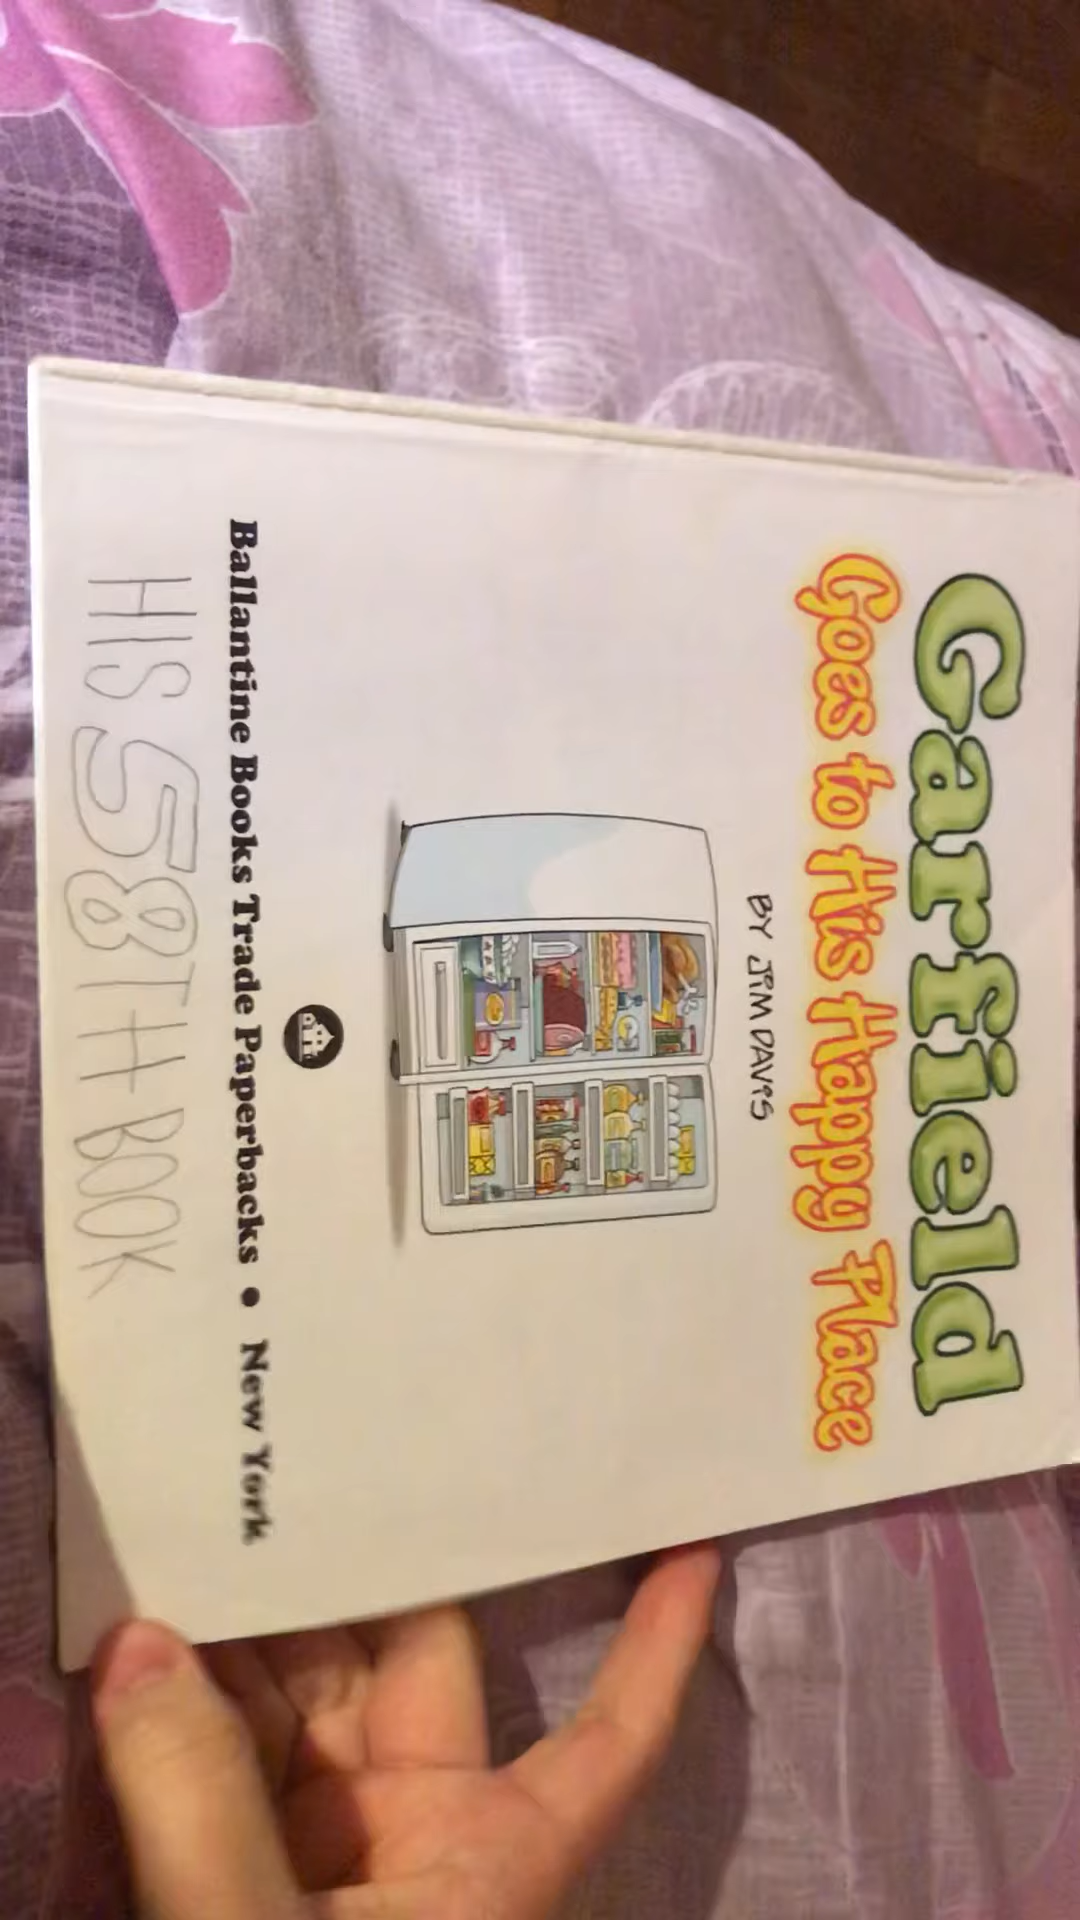 Garfield
Goes to His Happy Place
BY JIM DAVIS
Ballantine Books Trade Paperbacks • New York
HIS 58TH BOOK